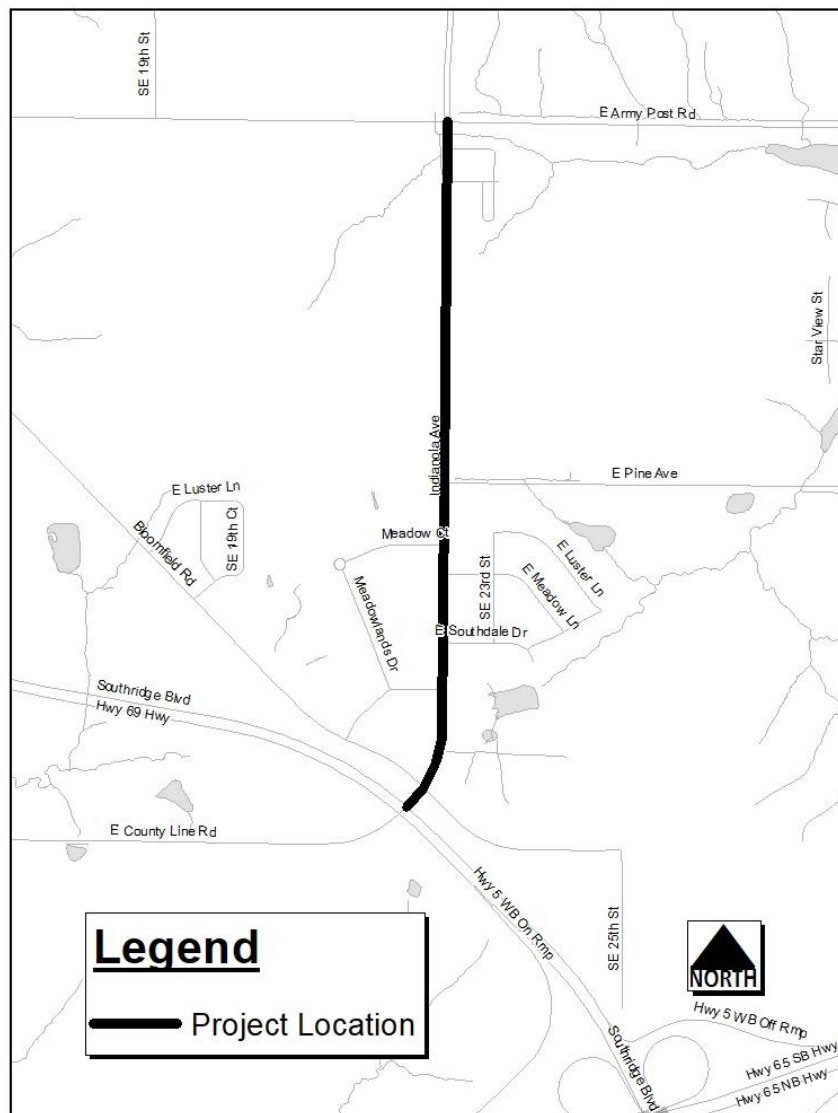 SE 19th St
E Army Post Rd
Star View St
Indianola Ave
E Pine Ave
E Luster Ln
SE 19th Ct
Bloomfield Rd
Meadow Ct
Meadowlands Dr
SE 23rd St
E Luster Ln
E Meadow Ln
E Southdale Dr
Southridge Blvd
Hwy 69 Hwy
E County Line Rd
Hwy 5 WB On Rmp
SE 25th St
Legend
Project Location
NORTH
Hwy 5 WB Off Rmp
Southridge Blvd
Hwy 65 SB Hwy
Hwy 65 NB Hwy